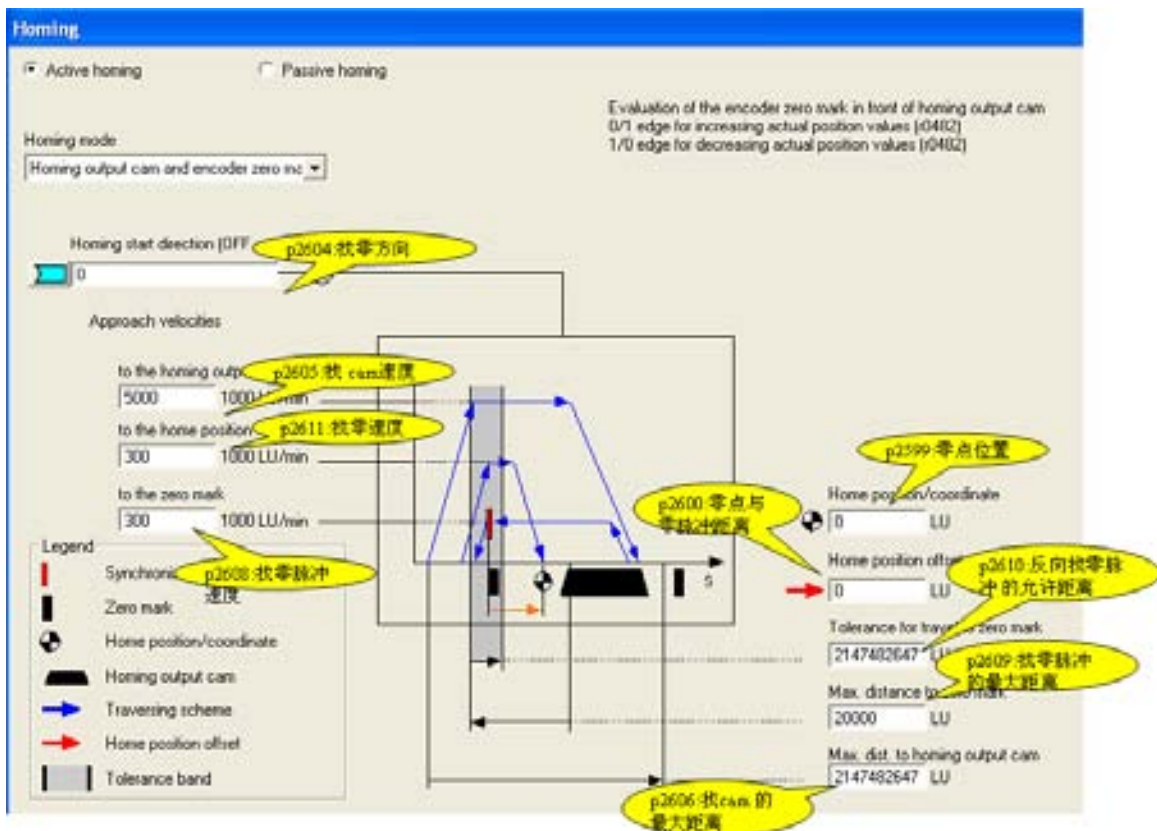 Homing
Active homing
Passive homing
Evaluation of the encoder zero mark in front of homing output cam
0/1 edge for increasing actual position values (r0482)
1/0 edge for decreasing actual position values (r0482)
Homing mode
Homing output cam and encoder zero ma
Homing start direction (OFF
p2604:找零方向
0
Approach velocities
to the homing outp
p2605:找 cam速度
5000
1000 LU/min
to the home position
p2611:找零速度
300
1000 LU/min
to the zero mark
300
1000 LU/min
p2608:找零脉冲
速度
p2599:零点位置
Home position/coordinate
0
LU
p2600:零点与
零脉冲距离
Home position offset
0
LU
p2610:反向找零脉
冲的允许距离
Tolerance for travel to zero mark
2147482647 LU
p2609:找零脉冲
的最大距离
Max. distance to zero mark
20000
LU
Max. dist. to homing output cam
2147482647
LU
p2606:找cam 的
最大距离
S
Legend
Synchronis
Zero mark
Home position/coordinate
Homing output cam
Traversing scheme
Home position offset
Tolerance band